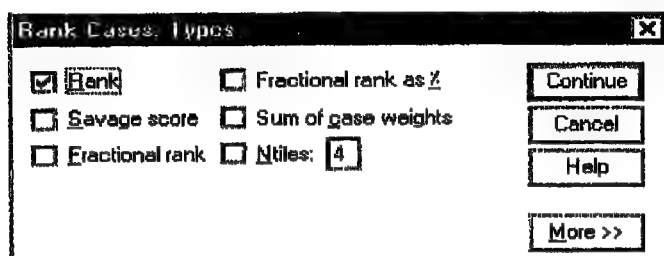 Rank Cases: Types
Rank
Fractional rank as %
Continue
Savage score
Sum of case weights
Cancel
Fractional rank
Ntiles: 4
Help
More >>